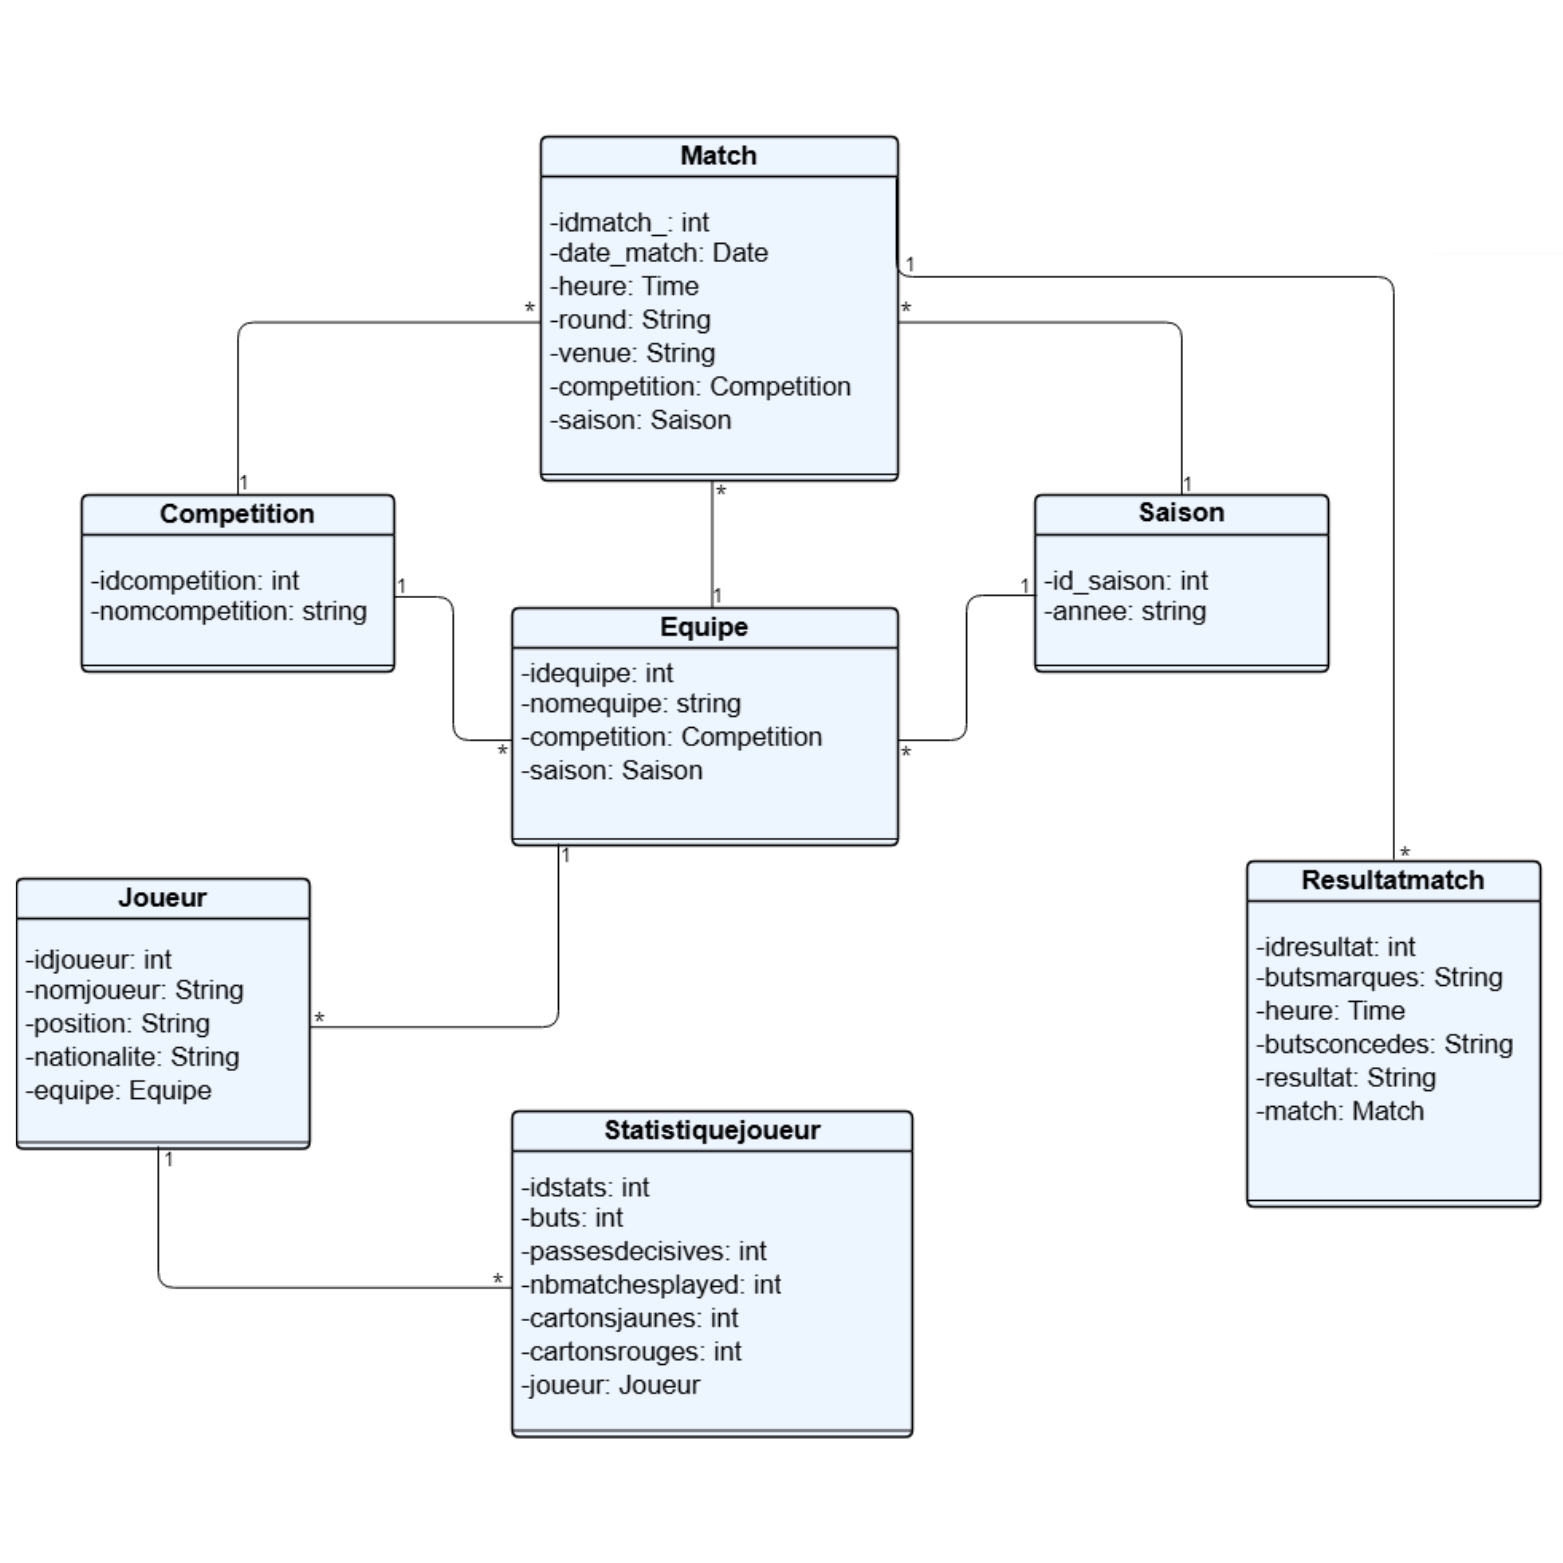 Match
-idmatch_: int
-date_match: Date
-heure: Time
-round: String
-venue: String
-competition: Competition
-saison: Saison
1
*
*
1
*
1
Competition
-idcompetition: int
-nomcompetition: string
1
*
1
Equipe
-idequipe: int
-nomequipe: string
-competition: Competition
-saison: Saison
1
Saison
-id_saison: int
-annee: string
1
*
*
Joueur
-idjoueur: int
-nomjoueur: String
-position: String
-nationalite: String
-equipe: Equipe
*
1
Resultatmatch
-idresultat: int
-butsmarques: String
-heure: Time
-butsconcedes: String
-resultat: String
-match: Match
*
Statistiquejoueur
-idstats: int
-buts: int
-passesdecisives: int
-nbmatchesplayed: int
-cartonsjaunes: int
-cartonsrouges: int
-joueur: Joueur
*